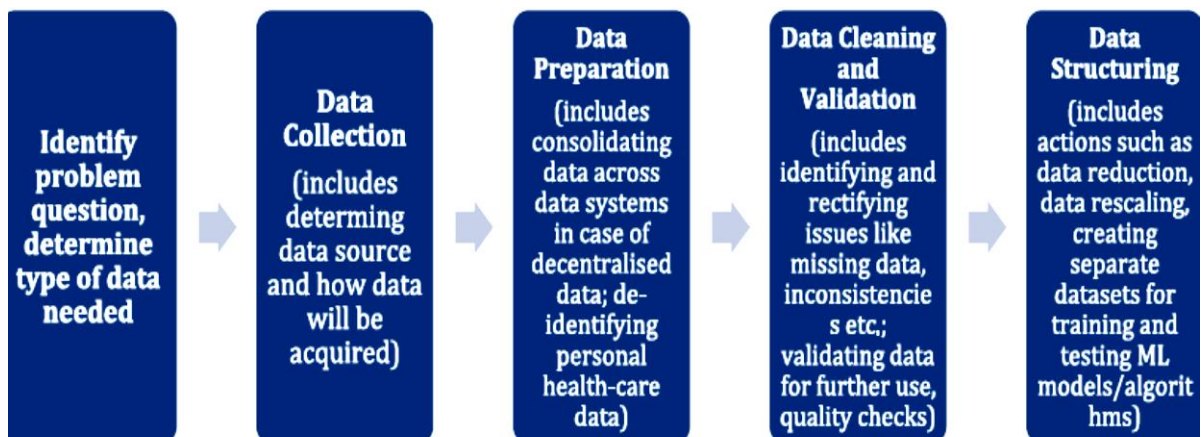 Identify
problem
question,
determine
type of data
needed
Data
Collection
(includes
determing
data source
and how data
will be
acquired)
Data
Preparation
(includes
consolidating
data across
data systems
in case of
decentralised
data; de-
identifying
personal
health-care
data)
Data Cleaning
and
Validation
(includes
identifying and
rectifying
issues like
missing data,
inconsistencie
s etc.;
validating data
for further use,
quality checks)
Data
Structuring
(includes
actions such as
data reduction,
data rescaling,
creating
separate
datasets for
training and
testing ML
models/algorit
hms)